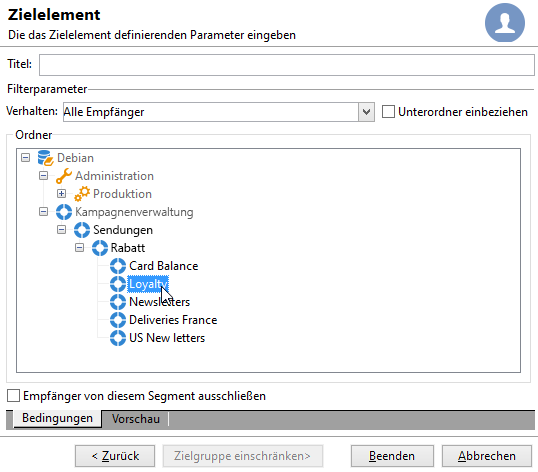 Zielelement
Die das Zielelement definierenden Parameter eingeben
Titel:
Filterparameter
Verhalten: Alle Empfänger Unterordner einbeziehen
Ordner
Debian
Administration
Produktion
Kampagnenverwaltung
Sendungen
Rabatt
Card Balance
Loyalty
Newsletters
Deliveries France
US New letters
Empfänger von diesem Segment ausschließen
Bedingungen Vorschau
< Zurück Zielgruppe einschränken> Beenden Abbrechen